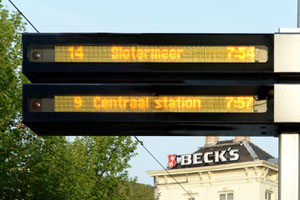 14 Slotermeer 7:54
9 Centraal station 7:57
BECK'S